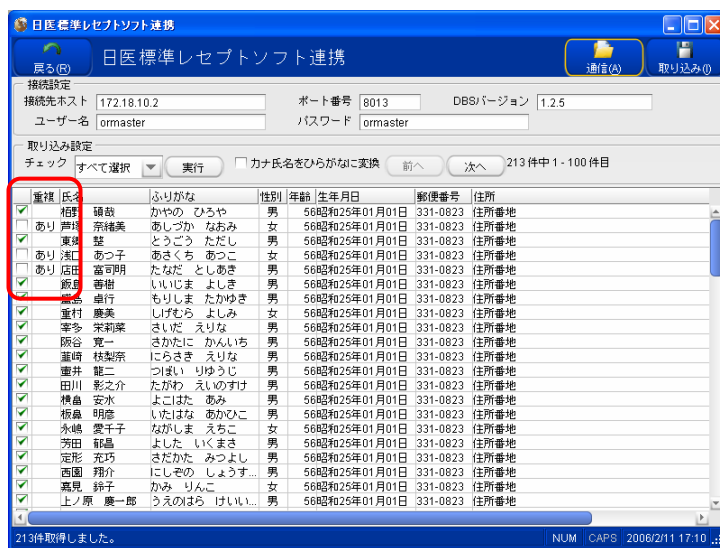 日医標準レセプトソフト連携
戻る(R) 日医標準レセプトソフト連携 通信(A) 取り込み(I)
接続設定
接続先ホスト 172.18.10.2 ポート番号 8013 DBSバージョン 1.2.5
ユーザー名 ormaster パスワード ormaster
取り込み設定
チェック すべて選択 実行 カナ氏名をひらがなに変換 前へ 次へ 213件中 1 - 100 件目
重複 氏名 ふりがな 性別 年齢 生年月日 郵便番号 住所
栢野 碩哉 かやの ひろや 男 56 昭和25年01月01日 331-0823 住所番地
あり 芦塚 奈緒美 あしづか なおみ 女 56 昭和25年01月01日 331-0823 住所番地
東郷 整 とうごう ただし 男 56 昭和25年01月01日 331-0823 住所番地
あり 浅口 あつ子 あさくち あつこ 女 56 昭和25年01月01日 331-0823 住所番地
あり 店田 富司明 たなだ としあき 男 56 昭和25年01月01日 331-0823 住所番地
飯島 善樹 いいじま よしき 男 56 昭和25年01月01日 331-0823 住所番地
盛島 卓行 もりしま たかゆき 男 56 昭和25年01月01日 331-0823 住所番地
重村 慶美 しげむら よしみ 女 56 昭和25年01月01日 331-0823 住所番地
宰多 栄莉菜 さいだ えりな 男 56 昭和25年01月01日 331-0823 住所番地
阪谷 寛一 さかたに かんいち 男 56 昭和25年01月01日 331-0823 住所番地
韮崎 枝梨奈 にらさき えりな 男 56 昭和25年01月01日 331-0823 住所番地
龍二 つぼい りゆうじ 男 56 昭和25年01月01日 331-0823 住所番地
田川 彰之介 たがわ えいのすけ 男 56 昭和25年01月01日 331-0823 住所番地
横畠 安水 よこはた あみ 男 56 昭和25年01月01日 331-0823 住所番地
板鼻 明彦 いたはな あかひこ 男 56 昭和25年01月01日 331-0823 住所番地
永嶋 愛千子 ながしま えちこ 女 56 昭和25年01月01日 331-0823 住所番地
芳田 郁昌 よした いくまさ 男 56 昭和25年01月01日 331-0823 住所番地
定形 充巧 さだかた みつよし 男 56 昭和25年01月01日 331-0823 住所番地
西園 翔介 にしぞの しょうす... 男 56 昭和25年01月01日 331-0823 住所番地
嘉見 鈴子 かみ りんこ 女 56 昭和25年01月01日 331-0823 住所番地
上ノ原 慶一郎 うえのはら けいい... 男 56 昭和25年01月01日 331-0823 住所番地
213件取得しました。 NUM CAPS 2006/2/11 17:10